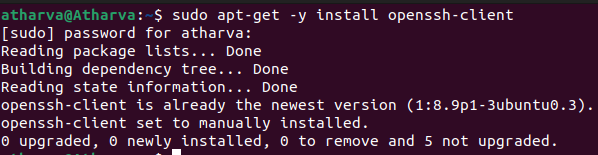 atharva@Atharva:~$ sudo apt-get -y install openssh-client
[sudo] password for atharva:
Reading package lists... Done
Building dependency tree... Done
Reading state information... Done
openssh-client is already the newest version (1:8.9p1-3ubuntu0.3).
openssh-client set to manually installed.
0 upgraded, 0 newly installed, 0 to remove and 5 not upgraded.